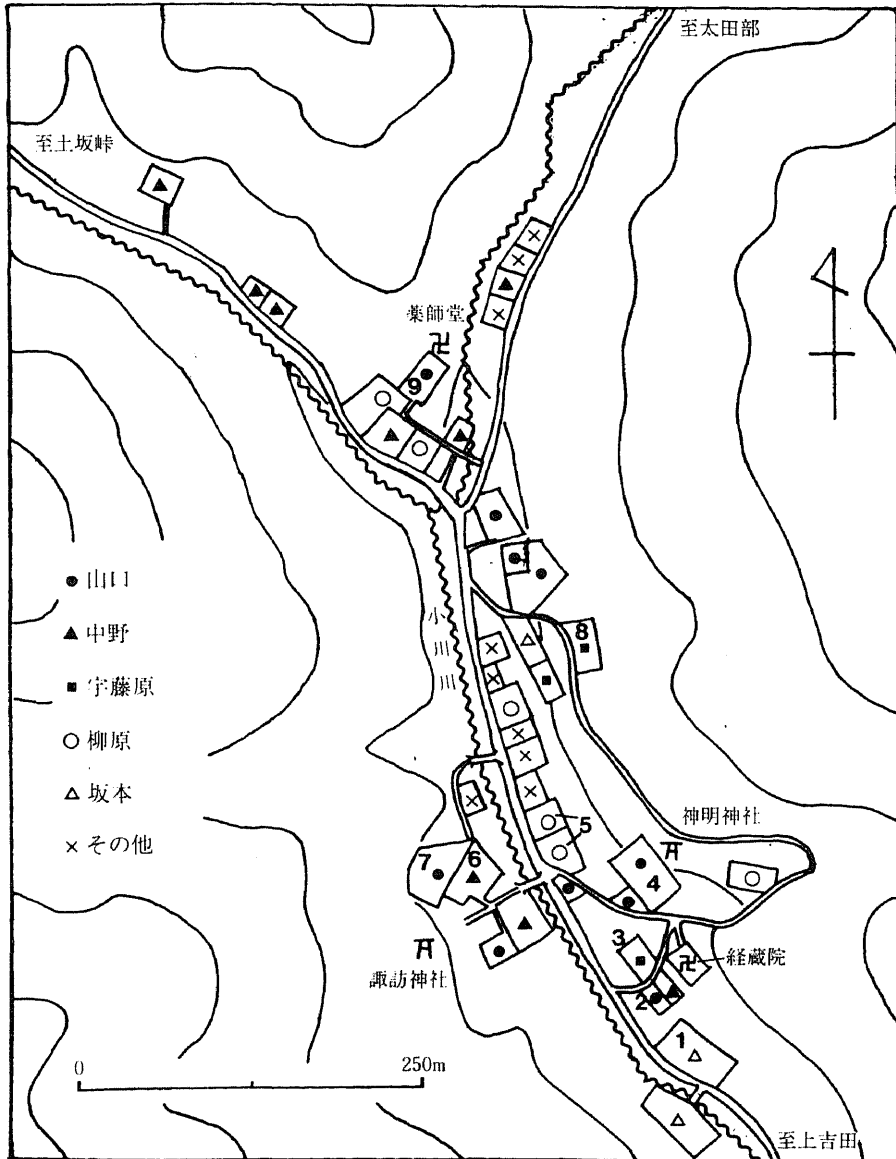 至太田部
至土坂峠
薬師堂
9
山口
中野
宇藤原
柳原
坂本
その他
小川川
8
5
神明神社
7
6
4
3
経蔵院
諏訪神社
2
1
0
250m
至上吉田